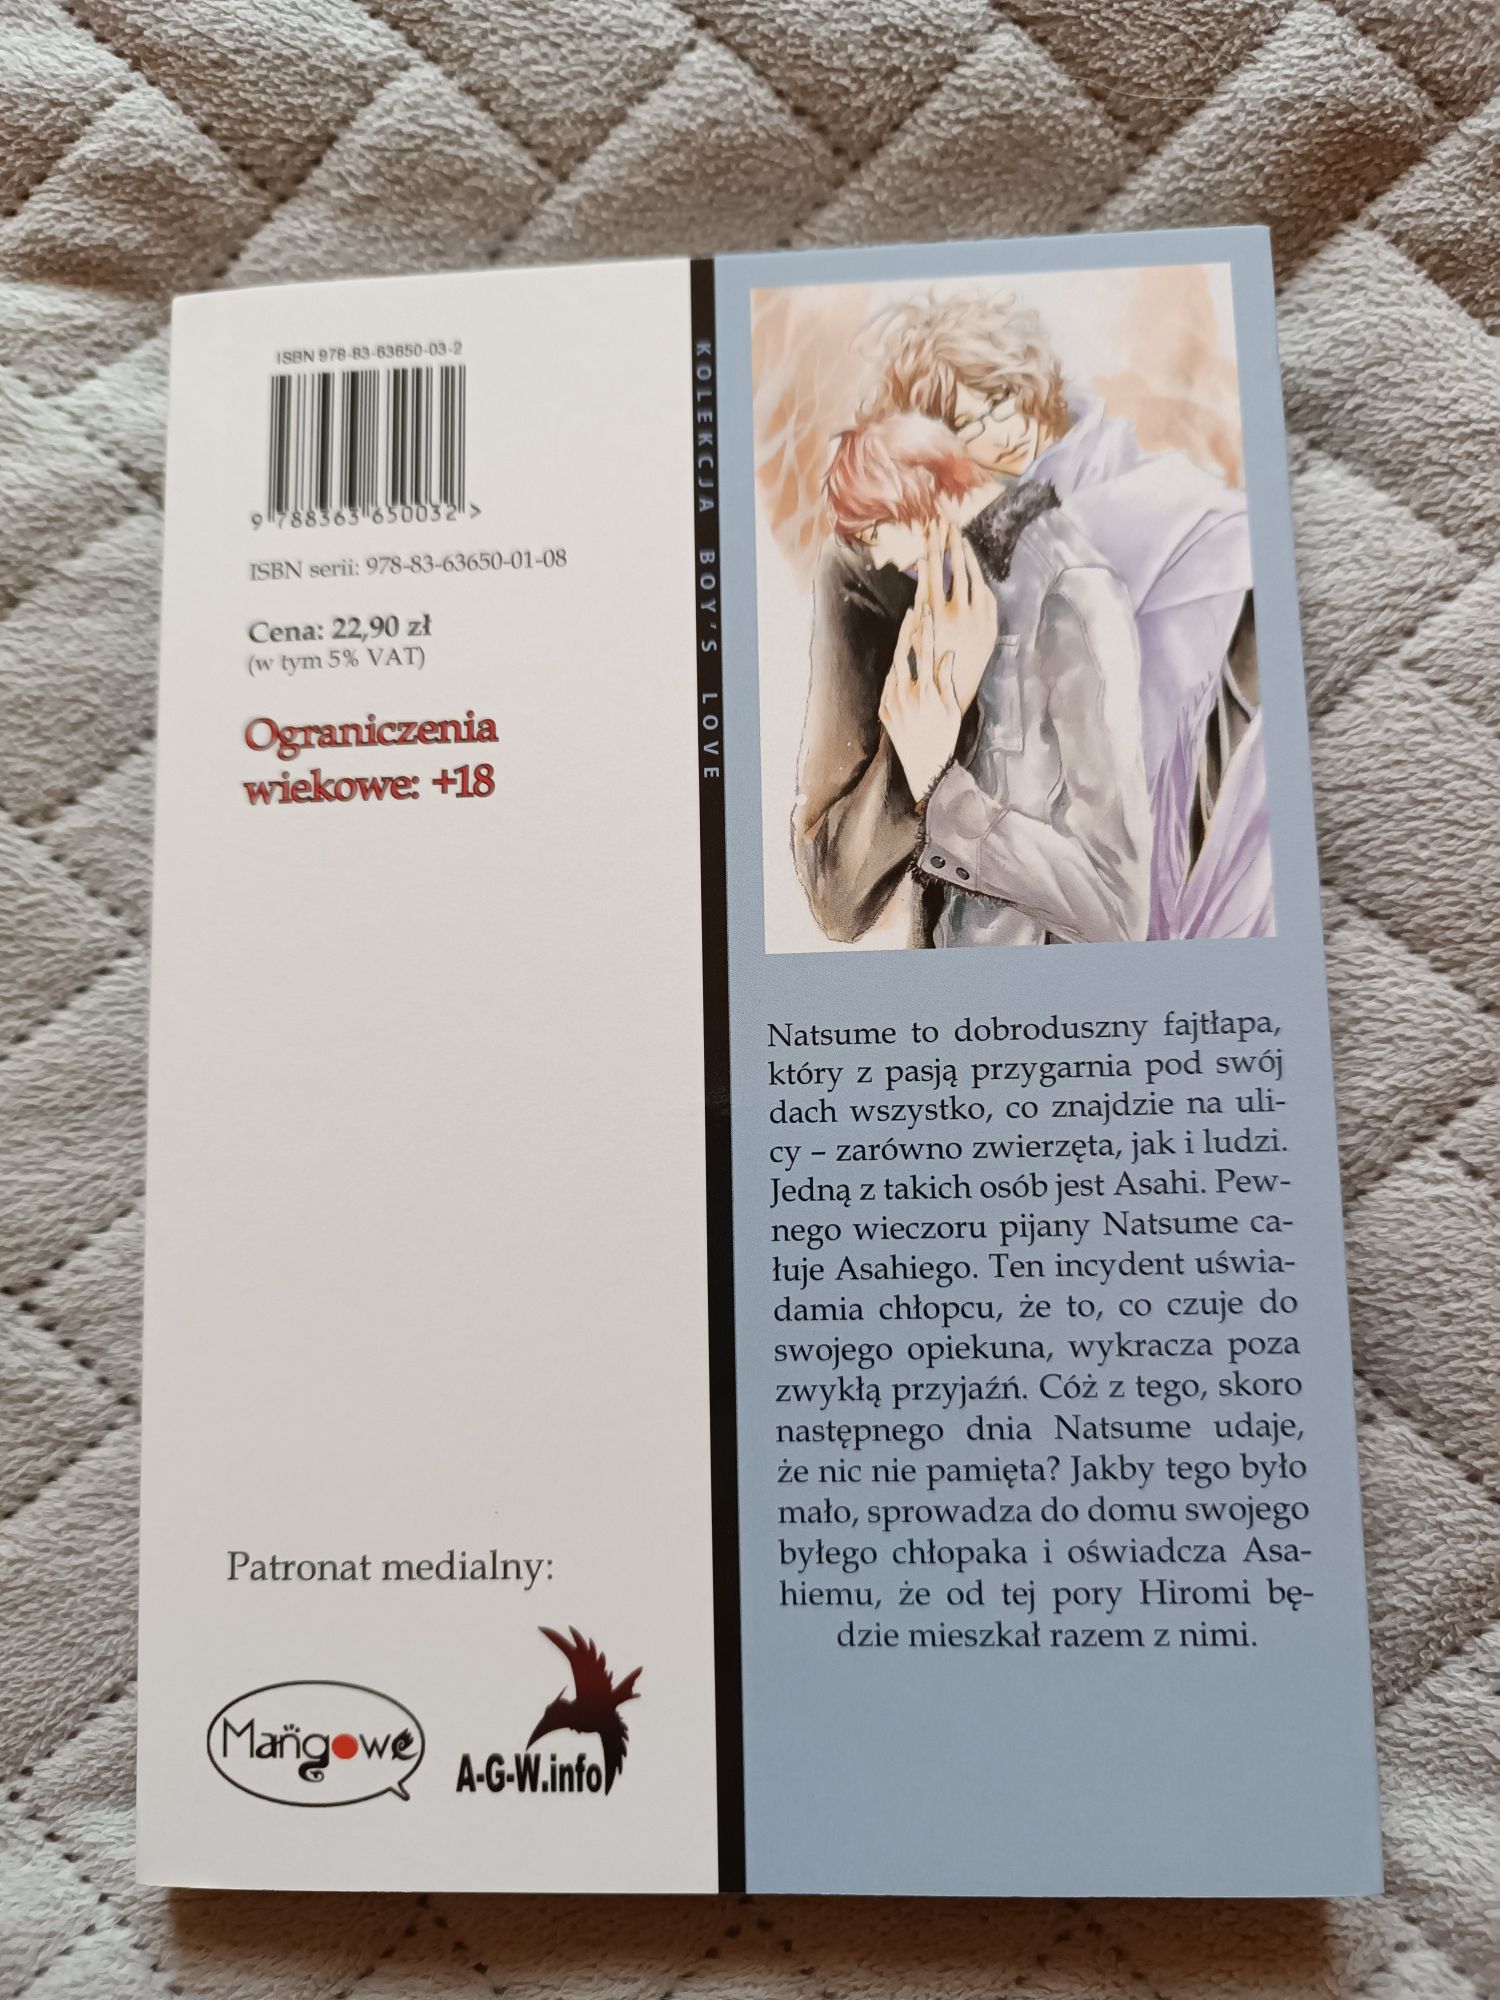 ISBN 978-83-63650-03-2
9 788363 650032 >
ISBN serii: 978-83-63650-01-08
Cena: 22,90 zł
(w tym 5% VAT)
Ograniczenia
wiekowe: +18
Patronat medialny:
Mangowe
A-G-W.info
KOLEKCJA BOY'S LOVE
Natsume to dobroduszny fajtłapa,
który z pasją przygarnia pod swój
dach wszystko, co znajdzie na uli-
cy – zarówno zwierzęta, jak i ludzi.
Jedną z takich osób jest Asahi. Pew-
nego wieczoru pijany Natsume ca-
łuje Asahiego. Ten incydent uświa-
damia chłopcu, że to, co czuje do
swojego opiekuna, wykracza poza
zwykłą przyjaźń. Cóż z tego, skoro
następnego dnia Natsume udaje,
że nic nie pamięta? Jakby tego było
mało, sprowadza do domu swojego
byłego chłopaka i oświadcza Asa-
hiemu, że od tej pory Hiromi bę-
dzie mieszkał razem z nimi.